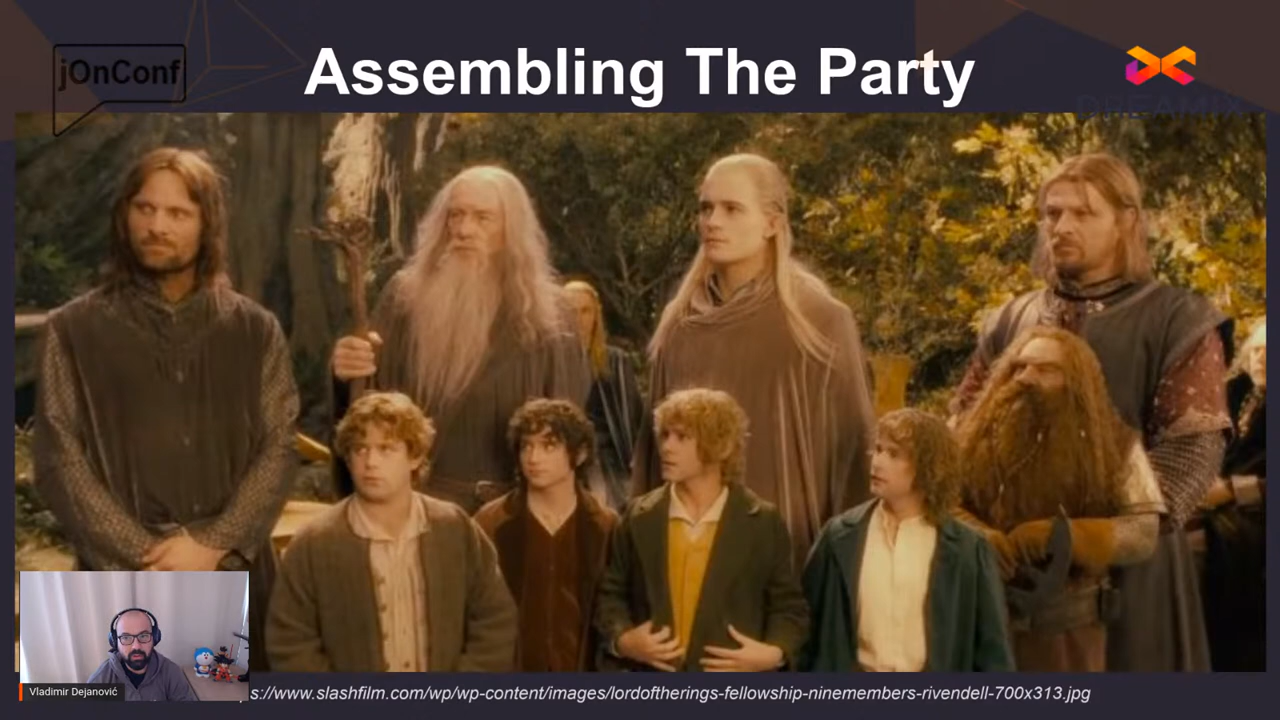 Assembling The Party
jOnConf
DREAMIX
Vladimir Dejanović
s://www.slashfilm.com/wp/wp-content/images/lordoftherings-fellowship-ninemembers-rivendell-700x313.jpg